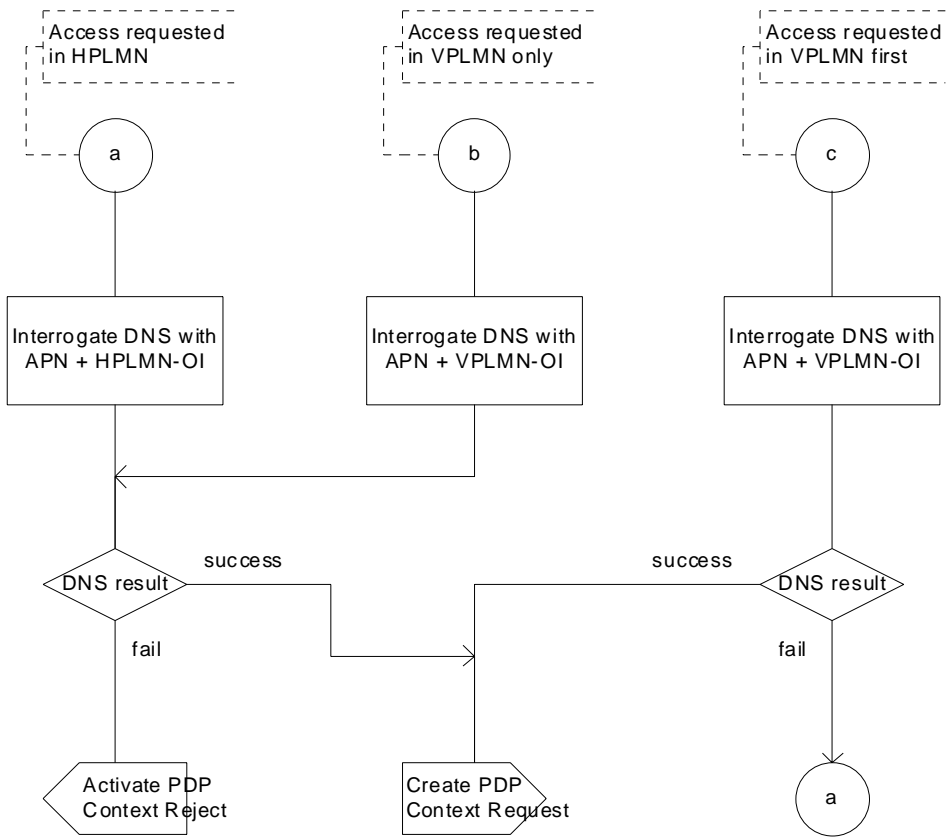 Access requested
in HPLMN
Access requested
in VPLMN only
Access requested
in VPLMN first
a
b
c
Interrogate DNS with
APN + HPLMN-OI
Interrogate DNS with
APN + VPLMN-OI
Interrogate DNS with
APN + VPLMN-OI
success
success
DNS result
DNS result
fail
fail
Activate PDP
Context Reject
Create PDP
Context Request
a